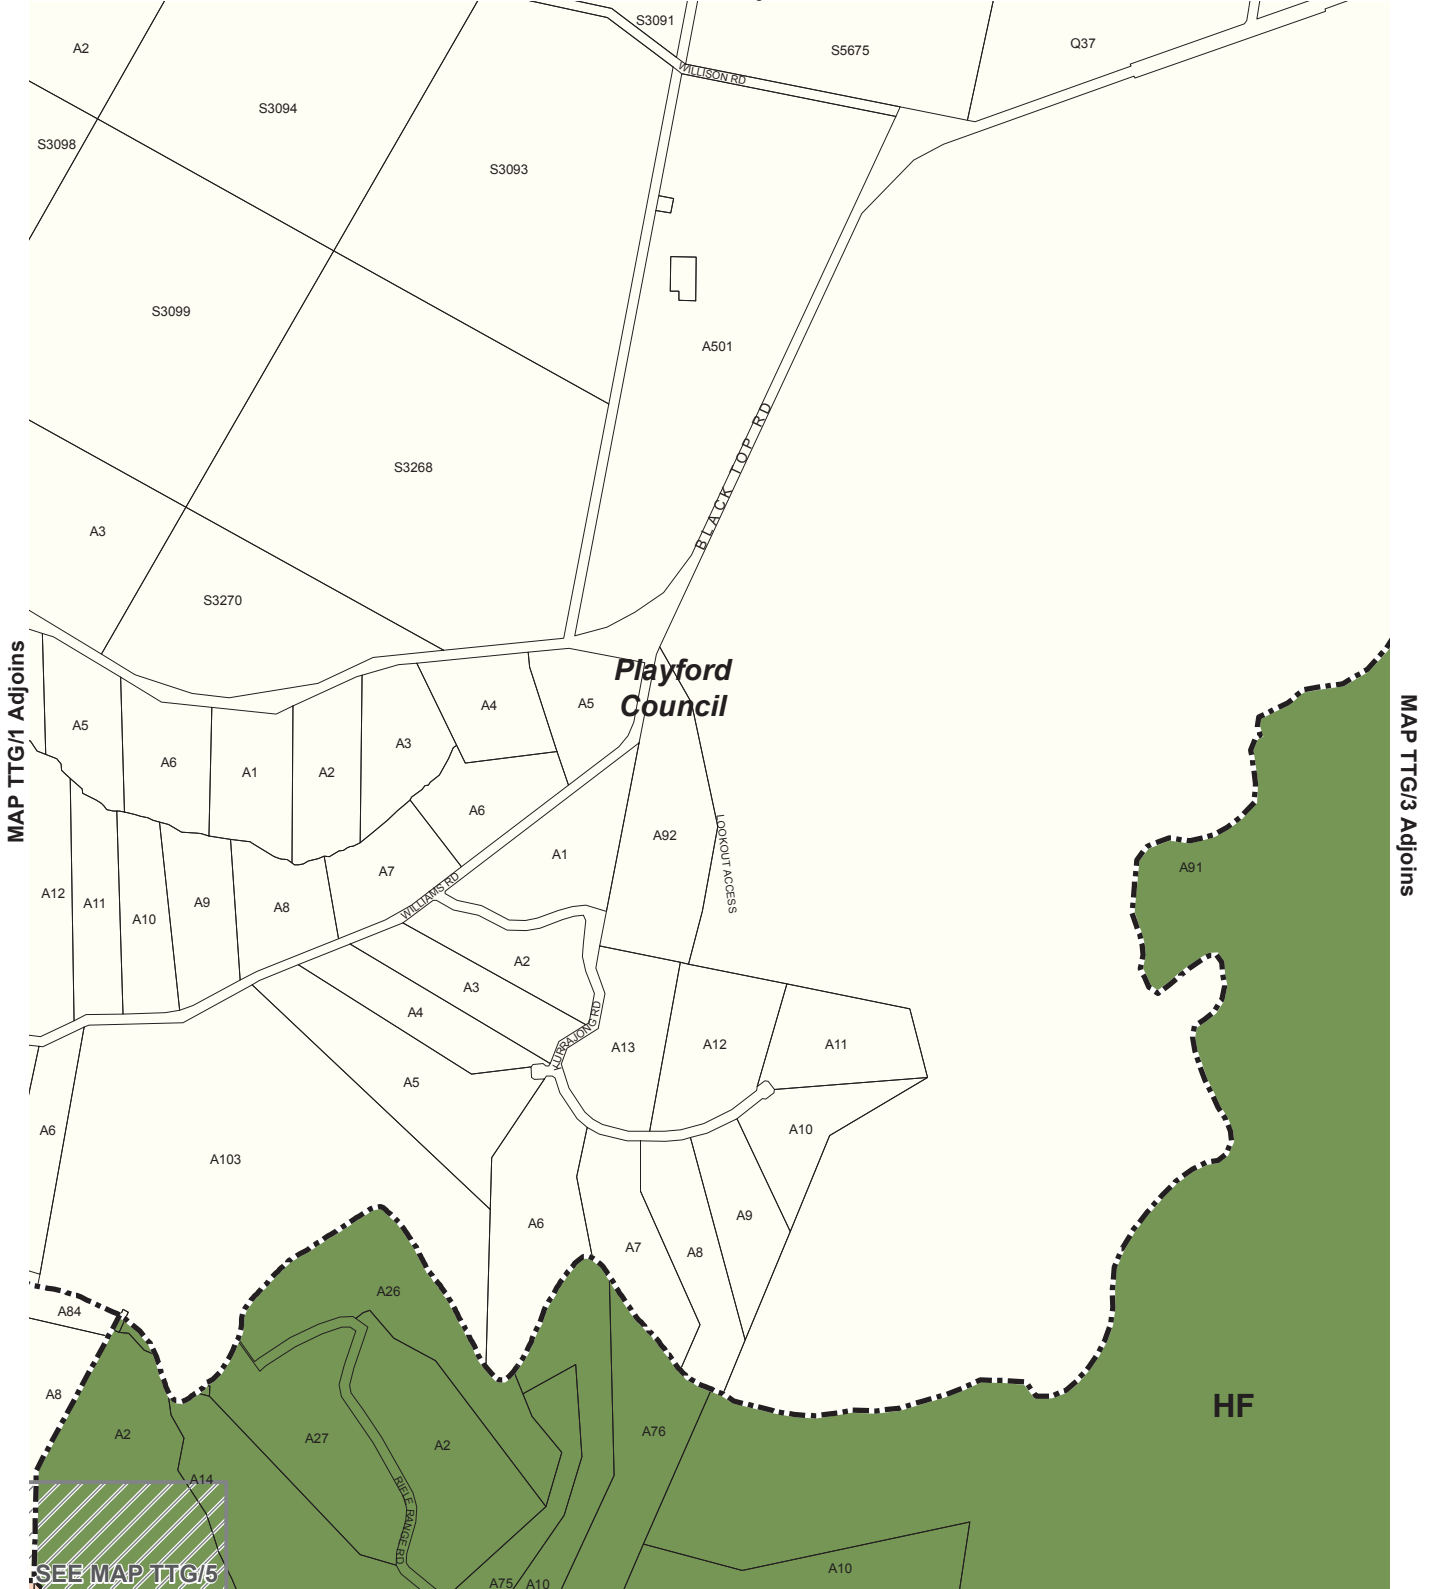 S3091
A2
S5675
Q37
WILLISON RD
S3094
S3098
S3093
S3099
A501
BLACK TOP RD
S3268
A3
S3270
Playford
Council
MAP TTG/1 Adjoins
MAP TTG/3 Adjoins
A5
A6
A1
A2
A3
A4
A5
A6
A1
A92
LOOKOUT ACCESS
A91
A7
A12
A11
A10
A9
A8
WILLIAMS RD
A2
A3
A4
A5
KURRAJONG RD
A13
A12
A11
A10
A6
A103
A6
A7
A8
A9
A84
A26
A8
A2
A27
A2
A76
HF
A14
RIFLE RANGE RD
SEE MAP TTG/5
A75
A10
A10